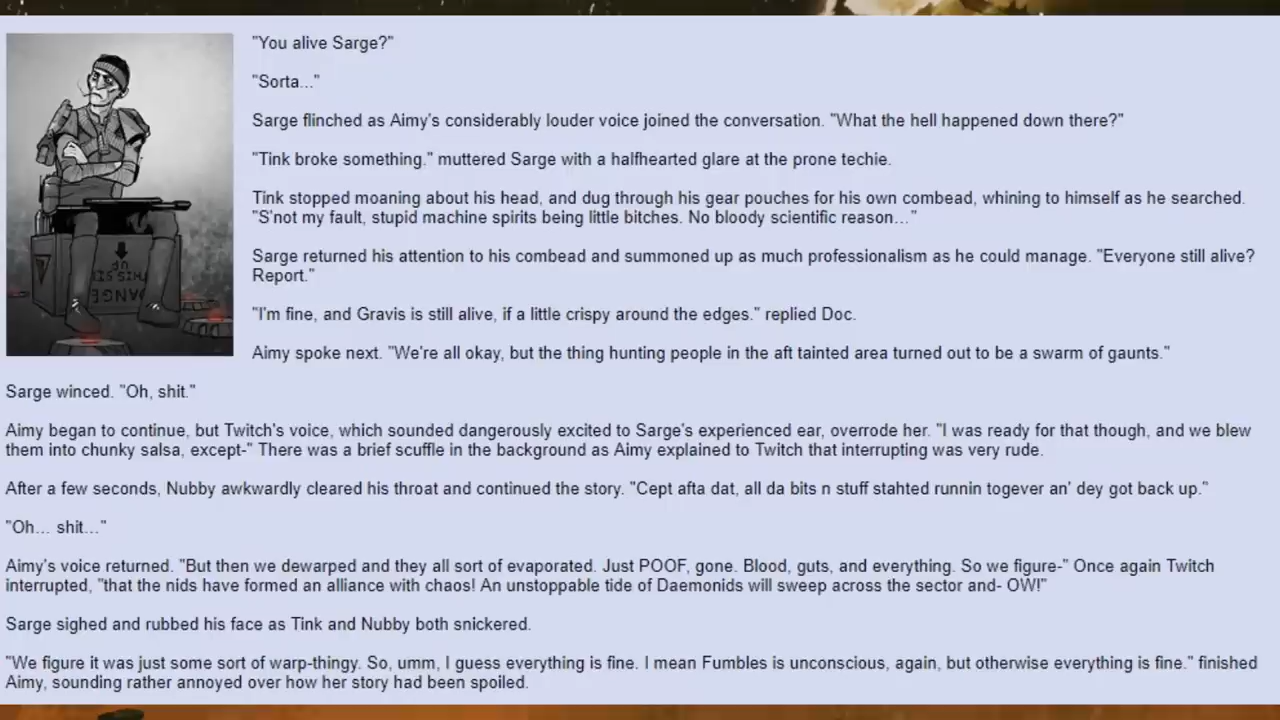 "You alive Sarge?"
"Sorta..."
Sarge flinched as Aimy's considerably louder voice joined the conversation. "What the hell happened down there?"
"Tink broke something." muttered Sarge with a halfhearted glare at the prone techie.
Tink stopped moaning about his head, and dug through his gear pouches for his own combead, whining to himself as he searched.
"S'not my fault, stupid machine spirits being little bitches. No bloody scientific reason..."
Sarge returned his attention to his combead and summoned up as much professionalism as he could manage. "Everyone still alive?
Report."
"I'm fine, and Gravis is still alive, if a little crispy around the edges." replied Doc.
Aimy spoke next. "We're all okay, but the thing hunting people in the aft tainted area turned out to be a swarm of gaunts."
Sarge winced. "Oh, shit."
Aimy began to continue, but Twitch's voice, which sounded dangerously excited to Sarge's experienced ear, overrode her. "I was ready for that though, and we blew
them into chunky salsa, except-" There was a brief scuffle in the background as Aimy explained to Twitch that interrupting was very rude.
After a few seconds, Nubby awkwardly cleared his throat and continued the story. "Cept afta dat, all da bits n stuff stahted runnin togever an' dey got back up."
"Oh... shit..."
Aimy's voice returned. "But then we dewarped and they all sort of evaporated. Just POOF, gone. Blood, guts, and everything. So we figure-" Once again Twitch
interrupted, "that the nids have formed an alliance with chaos! An unstoppable tide of Daemonids will sweep across the sector and- OW!"
Sarge sighed and rubbed his face as Tink and Nubby both snickered.
"We figure it was just some sort of warp-thingy. So, umm, I guess everything is fine. I mean Fumbles is unconscious, again, but otherwise everything is fine." finished
Aimy, sounding rather annoyed over how her story had been spoiled.
UP
THIS SI
DANGE